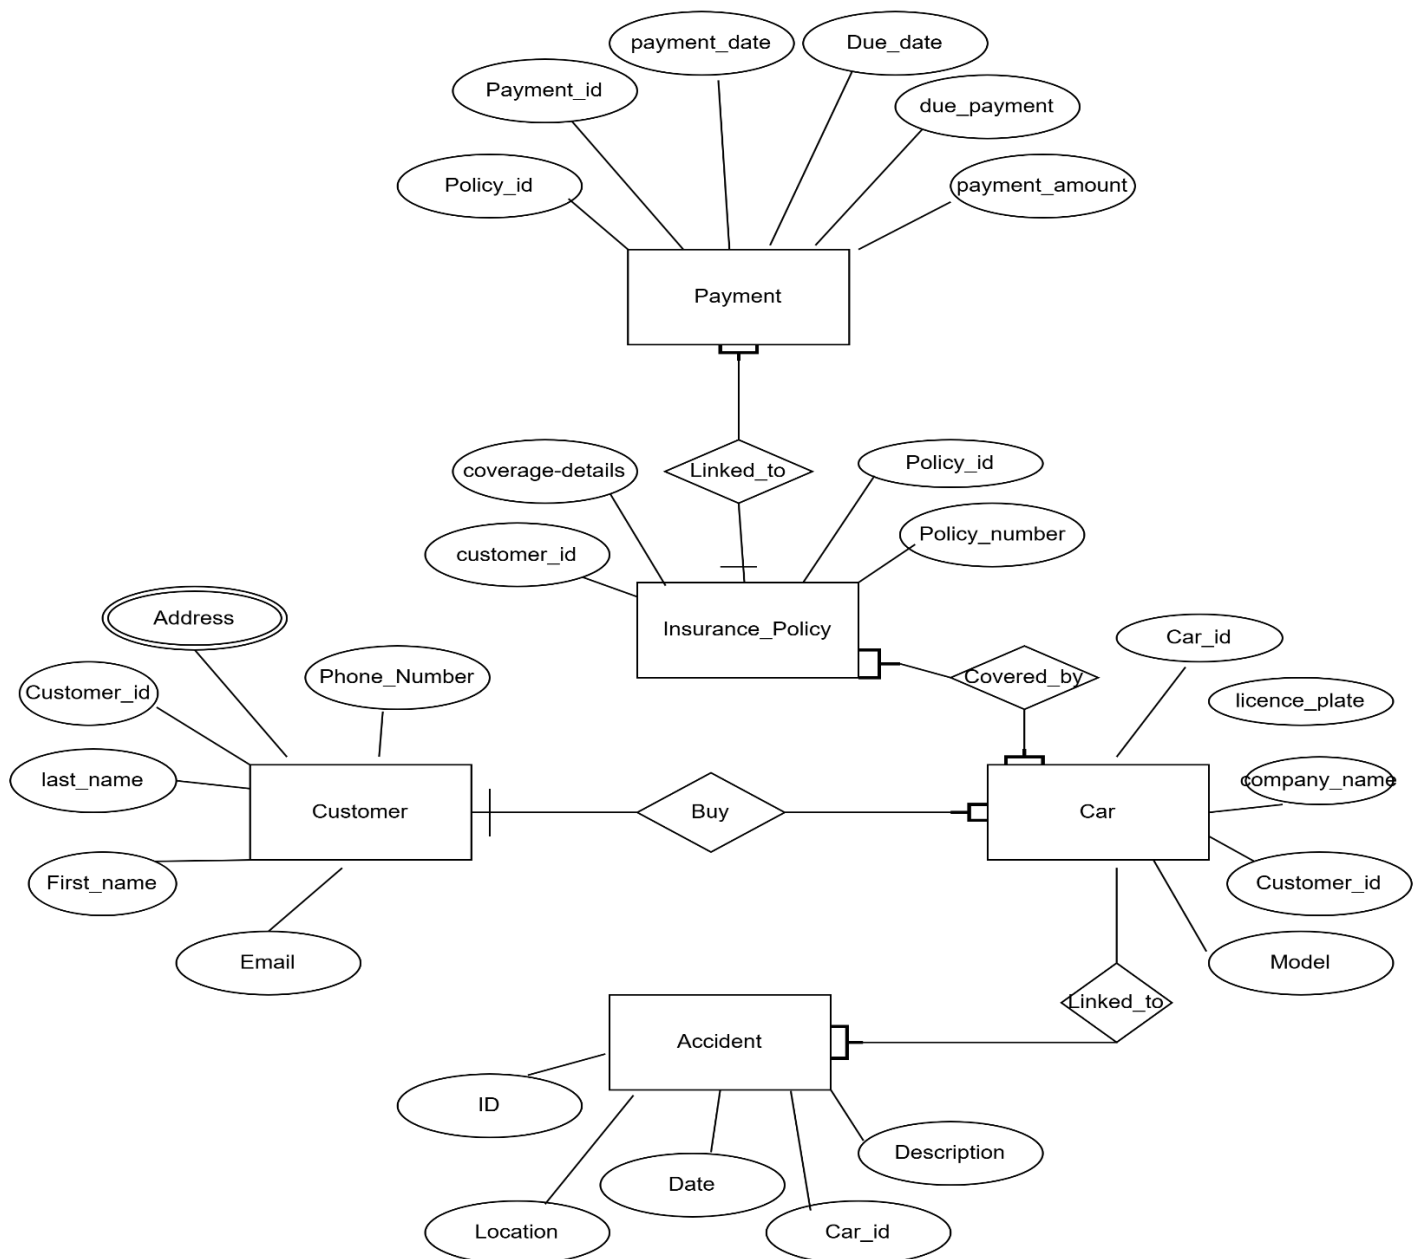 payment_date
Due_date
Payment_id
due_payment
Policy_id
payment_amount
Payment
coverage-details
Linked_to
Policy_id
customer_id
Policy_number
Address
Insurance_Policy
Car_id
Customer_id
Phone_Number
Covered_by
licence_plate
last_name
company_name
Customer
Buy
Car
First_name
Customer_id
Email
Model
Linked_to
Accident
ID
Description
Date
Location
Car_id